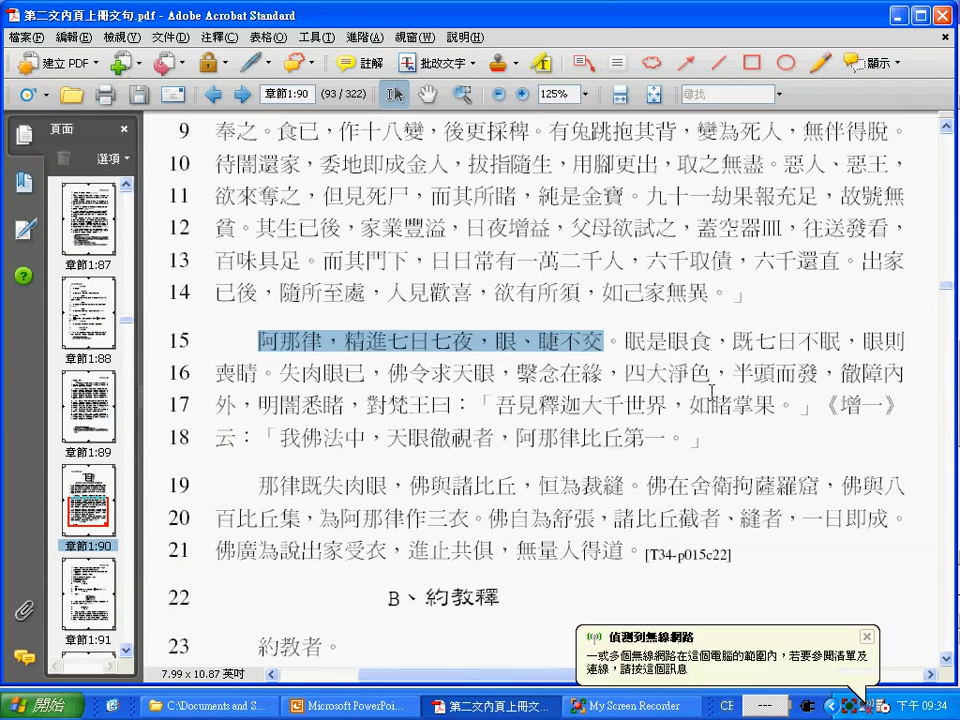 第二文內頁上冊文句.pdf - Adobe Acrobat Standard
檔案(F) 編輯(E) 檢視(V) 文件(D) 注釋(C) 表格(O) 工具(T) 進階(A) 視窗(W) 說明(H)
建立 PDF 註解 批改文字 顯示
章節1:90 (93 / 322) 125% 尋找
頁面
選項
章節1:87
章節1:88
章節1:89
章節1:90
章節1:91
9 奉之。食已，作十八變，後更採稗。有兔跳抱其背，變為死人，無伴得脫。
10 待闇還家，委地即成金人，拔指隨生，用腳更出，取之無盡。惡人、惡王，
11 欲來奪之，但見死尸，而其所睹，純是金寶。九十一劫果報充足，故號無
12 貧。其生已後，家業豐溢，日夜增益，父母欲試之，蓋空器皿，往送發看，
13 百味具足。而其門下，日日常有一萬二千人，六千取債，六千還直。出家
14 已後，隨所至處，人見歡喜，欲有所須，如己家無異。」
15 阿那律，精進七日七夜，眼、睫不交。眠是眼食，既七日不眠，眼則
16 喪睛。失肉眼已，佛令求天眼，繫念在緣，四大淨色，半頭而發，徹障內
17 外，明闇悉睹，對梵王曰：「吾見釋迦大千世界，如睹掌果。」《增一》
18 云：「我佛法中，天眼徹視者，阿那律比丘第一。」
19 那律既失肉眼，佛與諸比丘，恒為裁縫。佛在舍衛拘薩羅窟，佛與八
20 百比丘集，為阿那律作三衣。佛自為舒張，諸比丘截者、縫者，一日即成。
21 佛廣為說出家受衣，進止共俱，無量人得道。[T34-p015c22]
22 B、約教釋
23 約教者。
7.99 x 10.87 英吋
偵測到無線網路
一或多個無線網路在這個電腦的範圍內，若要參閱清單及
連線，請按這個訊息
開始 C:\Documents and S... Microsoft PowerPoi... 第二文內頁上冊文... My Screen Recorder CE --- 下午 09:34